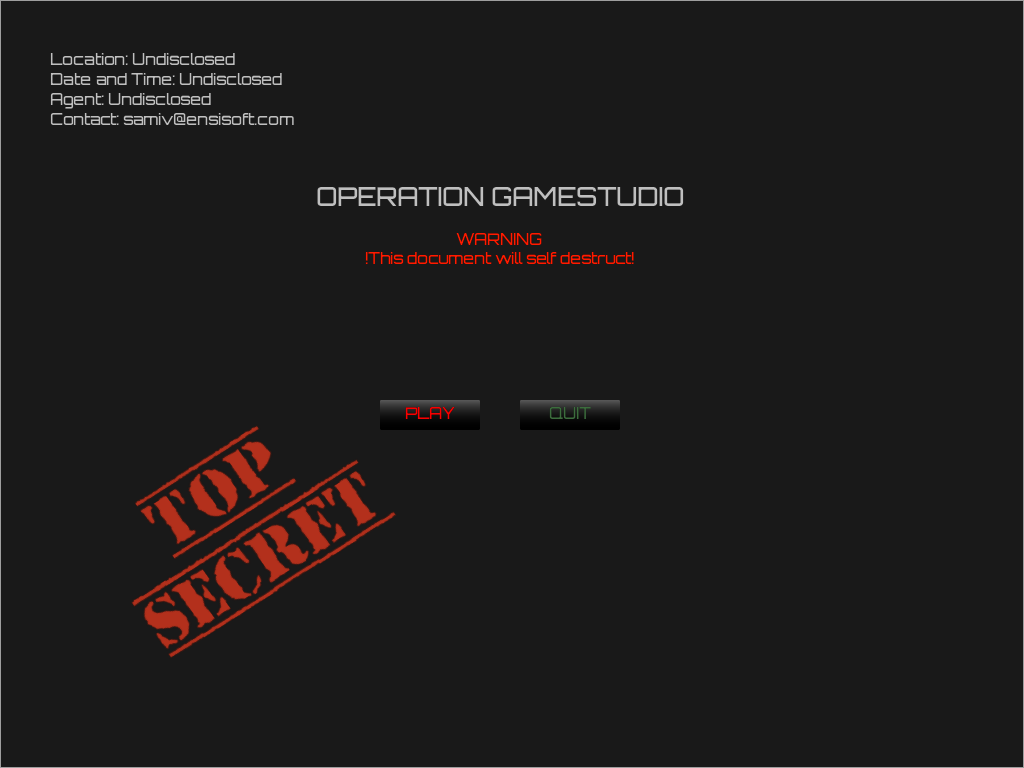 Location: Undisclosed
Date and Time: Undisclosed
Agent: Undisclosed
Contact: samiv@ensisoft.com
OPERATION GAMESTUDIO
WARNING
!This document will self destruct!
PLAY QUIT
TOP
SECRET